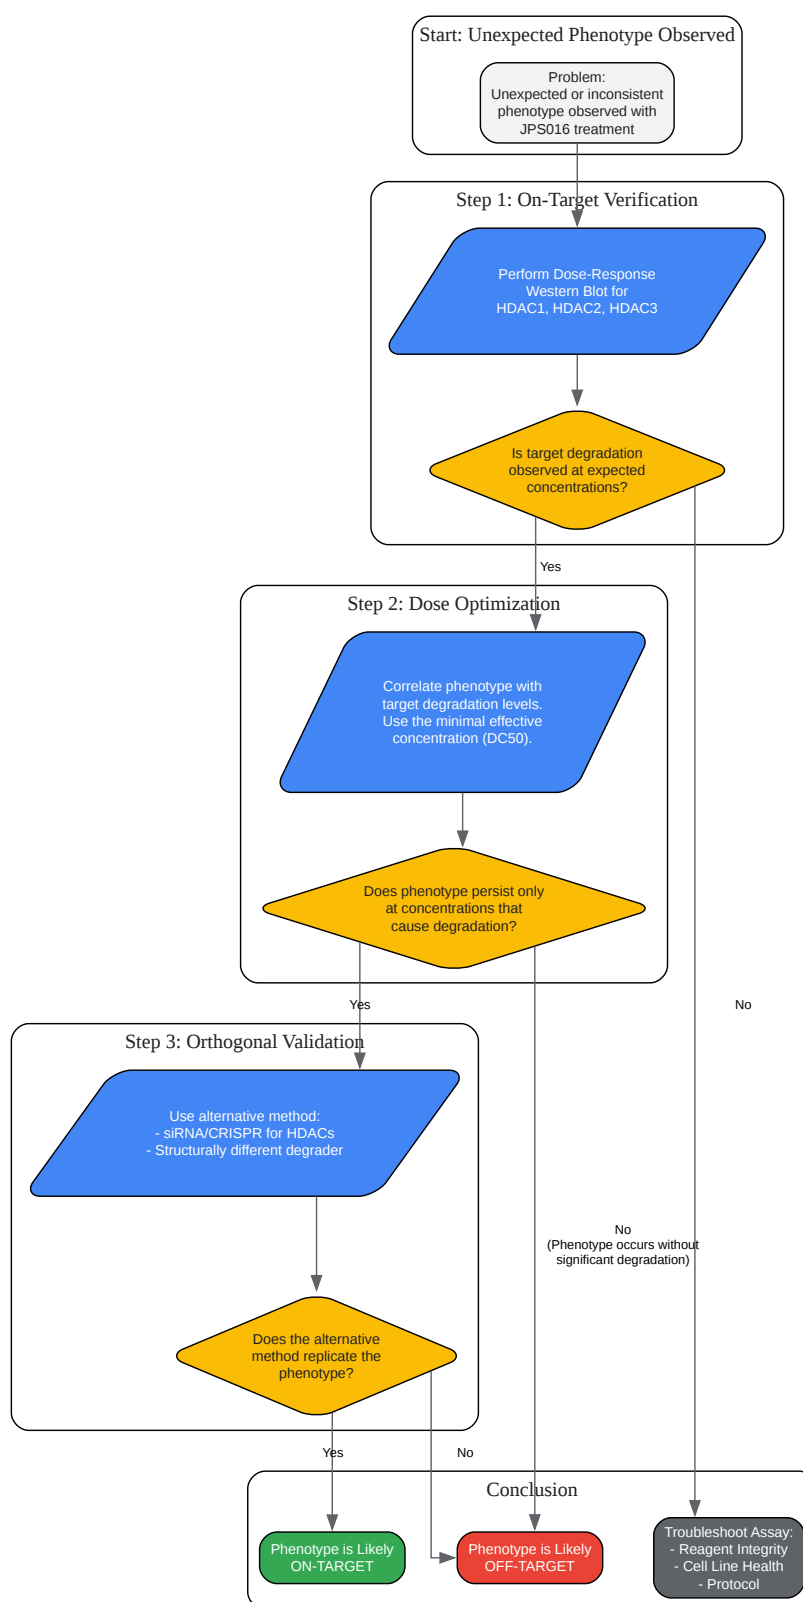 Start: Unexpected Phenotype Observed
Problem:
Unexpected or inconsistent
phenotype observed with
JPS016 treatment
Step 1: On-Target Verification
Perform Dose-Response
Western Blot for
HDAC1, HDAC2, HDAC3
Is target degradation
observed at expected
concentrations?
Yes
Step 2: Dose Optimization
Correlate phenotype with
target degradation levels.
Use the minimal effective
concentration (DC50).
Does phenotype persist only
at concentrations that
cause degradation?
Yes
No
Step 3: Orthogonal Validation
Use alternative method:
- siRNA/CRISPR for HDACs
- Structurally different degrader
No
(Phenotype occurs without
significant degradation)
Does the alternative
method replicate the
phenotype?
Yes
No
Conclusion
Phenotype is Likely
ON-TARGET
Phenotype is Likely
OFF-TARGET
Troubleshoot Assay:
- Reagent Integrity
- Cell Line Health
- Protocol